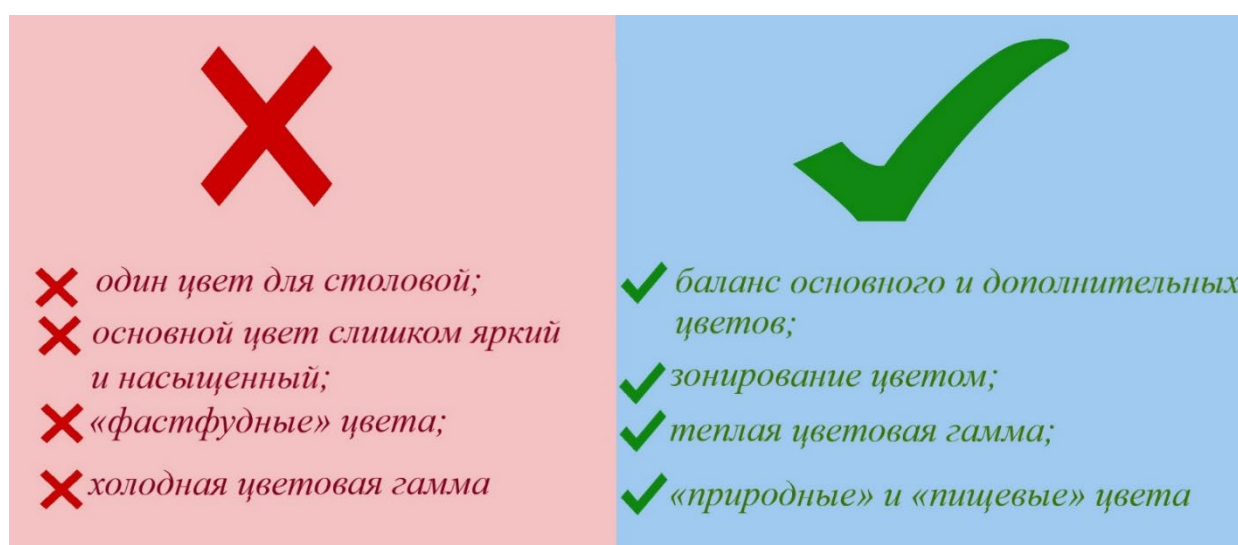 один цвет для столовой;
основной цвет слишком яркий
и насыщенный;
«фастфудные» цвета;
холодная цветовая гамма
баланс основного и дополнительных
цветов;
зонирование цветом;
теплая цветовая гамма;
«природные» и «пищевые» цвета